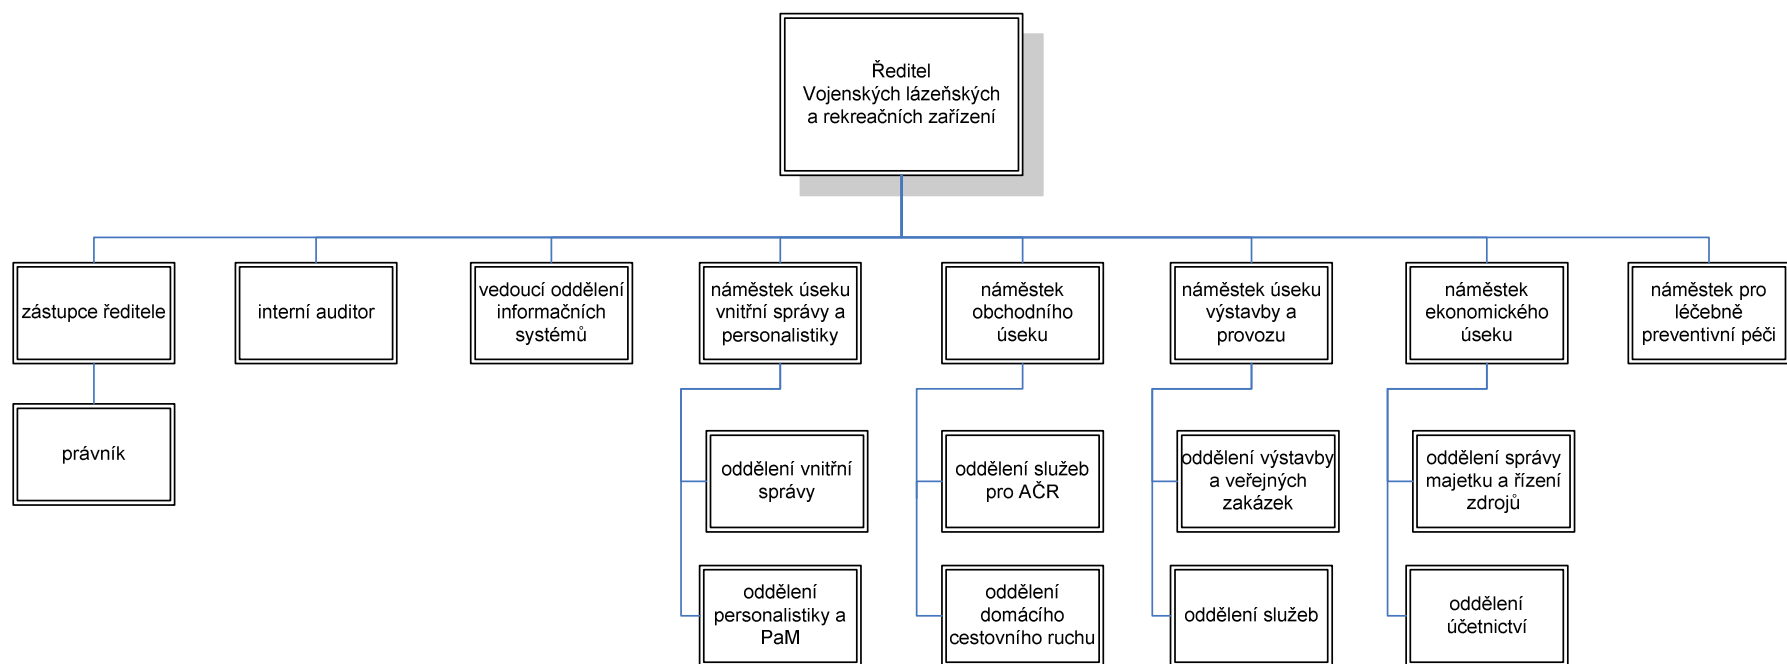 Ředitel
Vojenských lázeňských
a rekreačních zařízení
zástupce ředitele
interní auditor
vedoucí oddělení
informačních
systémů
náměstek úseku
vnitřní správy a
personalistiky
náměstek
obchodního
úseku
náměstek úseku
výstavby a
provozu
náměstek
ekonomického
úseku
náměstek pro
léčebně
preventivní péči
právník
oddělení vnitřní
správy
oddělení služeb
pro AČR
oddělení výstavby
a veřejných
zakázek
oddělení správy
majetku a řízení
zdrojů
oddělení
personalistiky a
PaM
oddělení
domácího
cestovního ruchu
oddělení služeb
oddělení
účetnictví